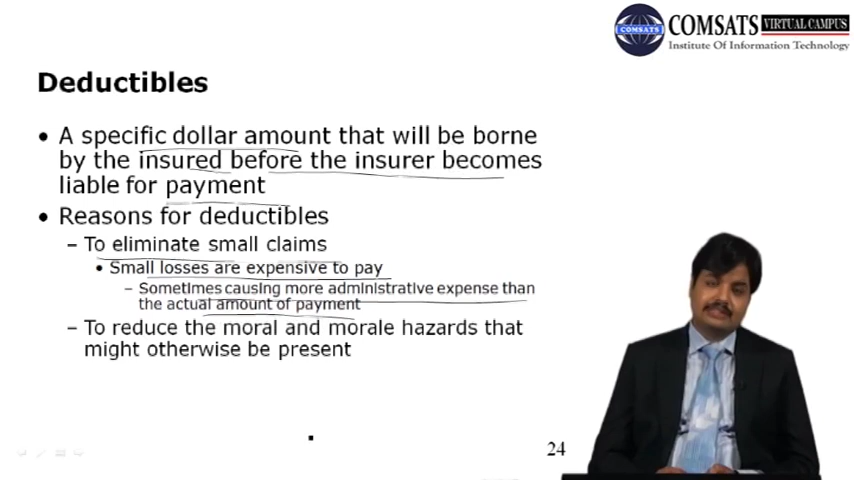 COMSATS VIRTUAL CAMPUS
COMSATS
Institute Of Information Technology
Deductibles
• A specific dollar amount that will be borne
by the insured before the insurer becomes
liable for payment
• Reasons for deductibles
– To eliminate small claims
• Small losses are expensive to pay
– Sometimes causing more administrative expense than
the actual amount of payment
– To reduce the moral and morale hazards that
might otherwise be present
24